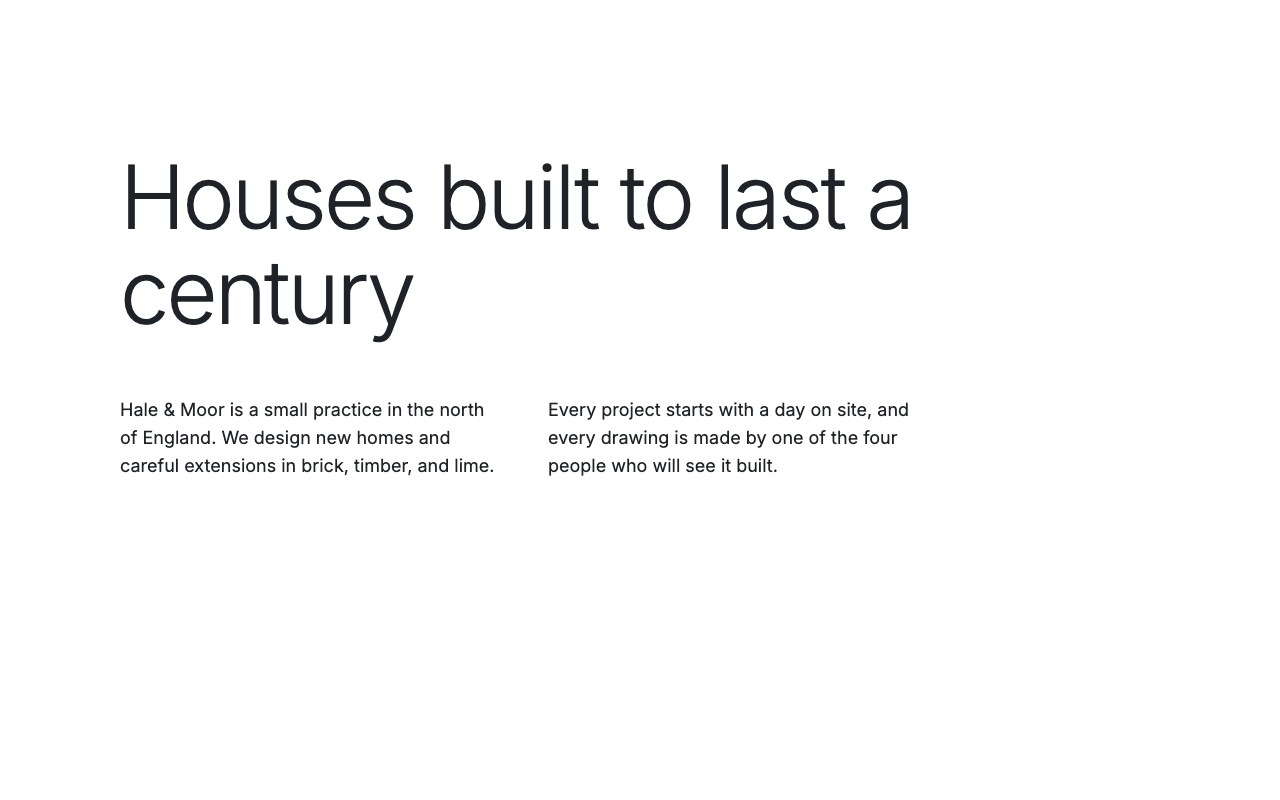 Houses built to last a
century
Hale & Moor is a small practice in the north
of England. We design new homes and
careful extensions in brick, timber, and lime.
Every project starts with a day on site, and
every drawing is made by one of the four
people who will see it built.